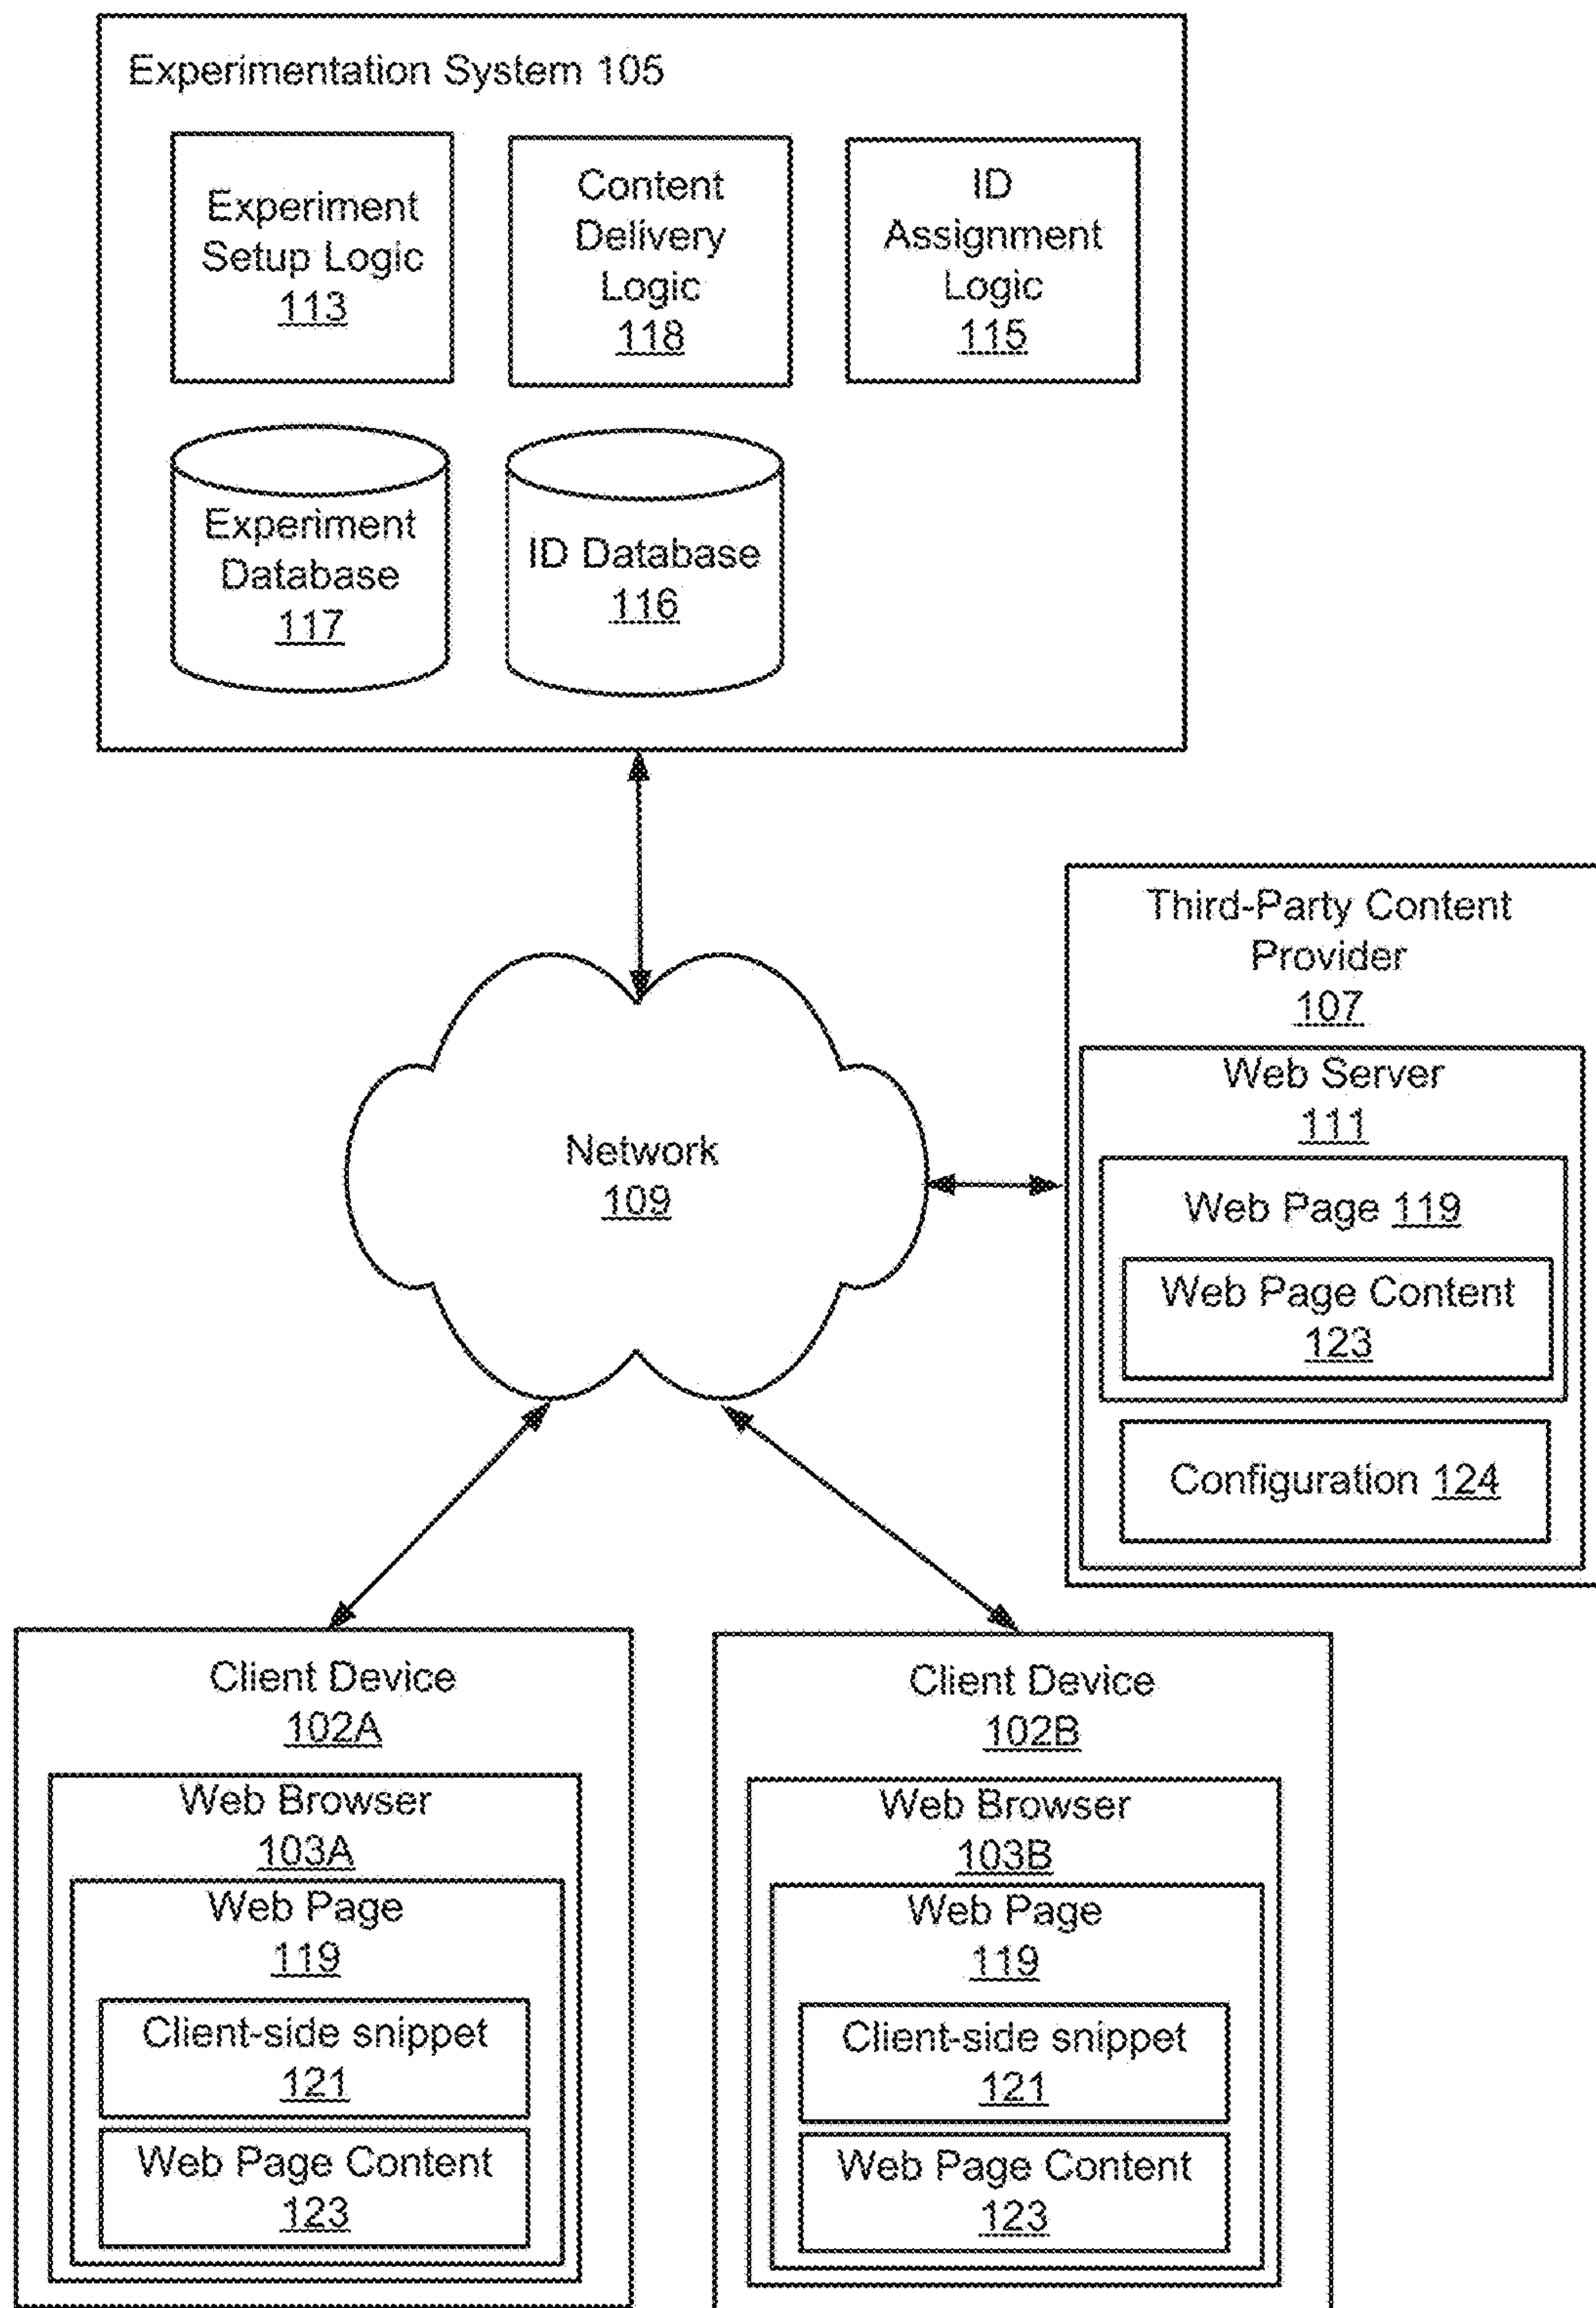 Experimentation System 105
Experiment
Setup Logic
113
Content
Delivery
Logic
118
ID
Assignment
Logic
115
Experiment
Database
117
ID Database
116
Third-Party Content
Provider
107
Web Server
111
Web Page 119
Web Page Content
123
Configuration 124
Network
109
Client Device
102A
Web Browser
103A
Web Page
119
Client-side snippet
121
Web Page Content
123
Client Device
102B
Web Browser
103B
Web Page
119
Client-side snippet
121
Web Page Content
123